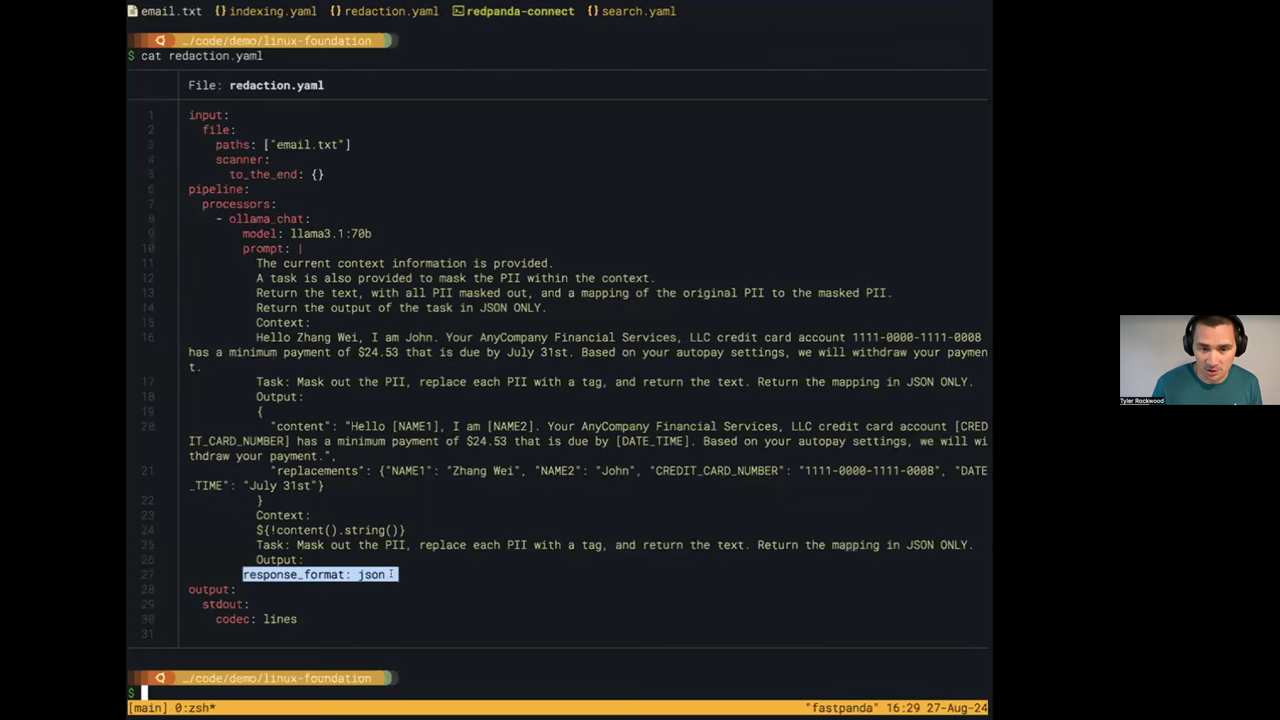 email.txt {} indexing.yaml {} redaction.yaml redpanda-connect {} search.yaml
…/code/demo/linux-foundation
$ cat redaction.yaml
File: redaction.yaml
1 input:
2 file:
3 paths: ["email.txt"]
4 scanner:
5 to_the_end: {}
6 pipeline:
7 processors:
8 - ollama_chat:
9 model: llama3.1:70b
10 prompt: |
11 The current context information is provided.
12 A task is also provided to mask the PII within the context.
13 Return the text, with all PII masked out, and a mapping of the original PII to the masked PII.
14 Return the output of the task in JSON ONLY.
15 Context:
16 Hello Zhang Wei, I am John. Your AnyCompany Financial Services, LLC credit card account 1111-0000-1111-0008
has a minimum payment of $24.53 that is due by July 31st. Based on your autopay settings, we will withdraw your paymen
t.
17 Task: Mask out the PII, replace each PII with a tag, and return the text. Return the mapping in JSON ONLY.
18 Output:
19 {
20 "content": "Hello [NAME1], I am [NAME2]. Your AnyCompany Financial Services, LLC credit card account [CRED
IT_CARD_NUMBER] has a minimum payment of $24.53 that is due by [DATE_TIME]. Based on your autopay settings, we will wi
thdraw your payment.",
21 "replacements": {"NAME1": "Zhang Wei", "NAME2": "John", "CREDIT_CARD_NUMBER": "1111-0000-1111-0008", "DATE
_TIME": "July 31st"}
22 }
23 Context:
24 ${!content().string()}
25 Task: Mask out the PII, replace each PII with a tag, and return the text. Return the mapping in JSON ONLY.
26 Output:
27 response_format: json
28 output:
29 stdout:
30 codec: lines
31
…/code/demo/linux-foundation
$
[main] 0:zsh* "fastpanda" 16:29 27-Aug-24
Tyler Rockwood